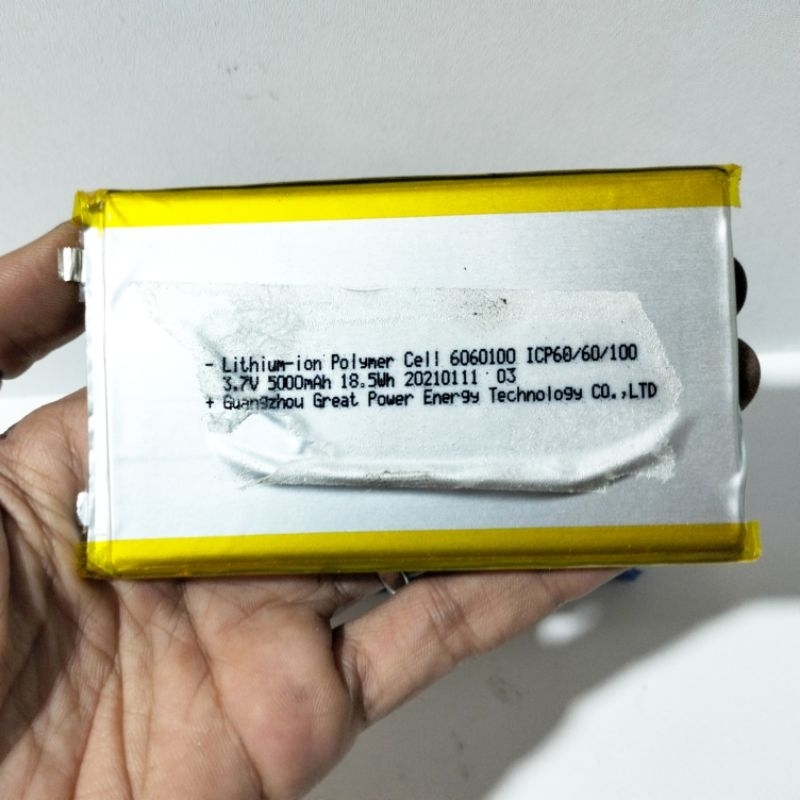 - Lithium-ion Polymer Cell 6060100 ICP60/60/100
3.7V 5000mAh 18.5Wh 20210111 03
+ Guangzhou Great Power Energy Technology CO.,LTD